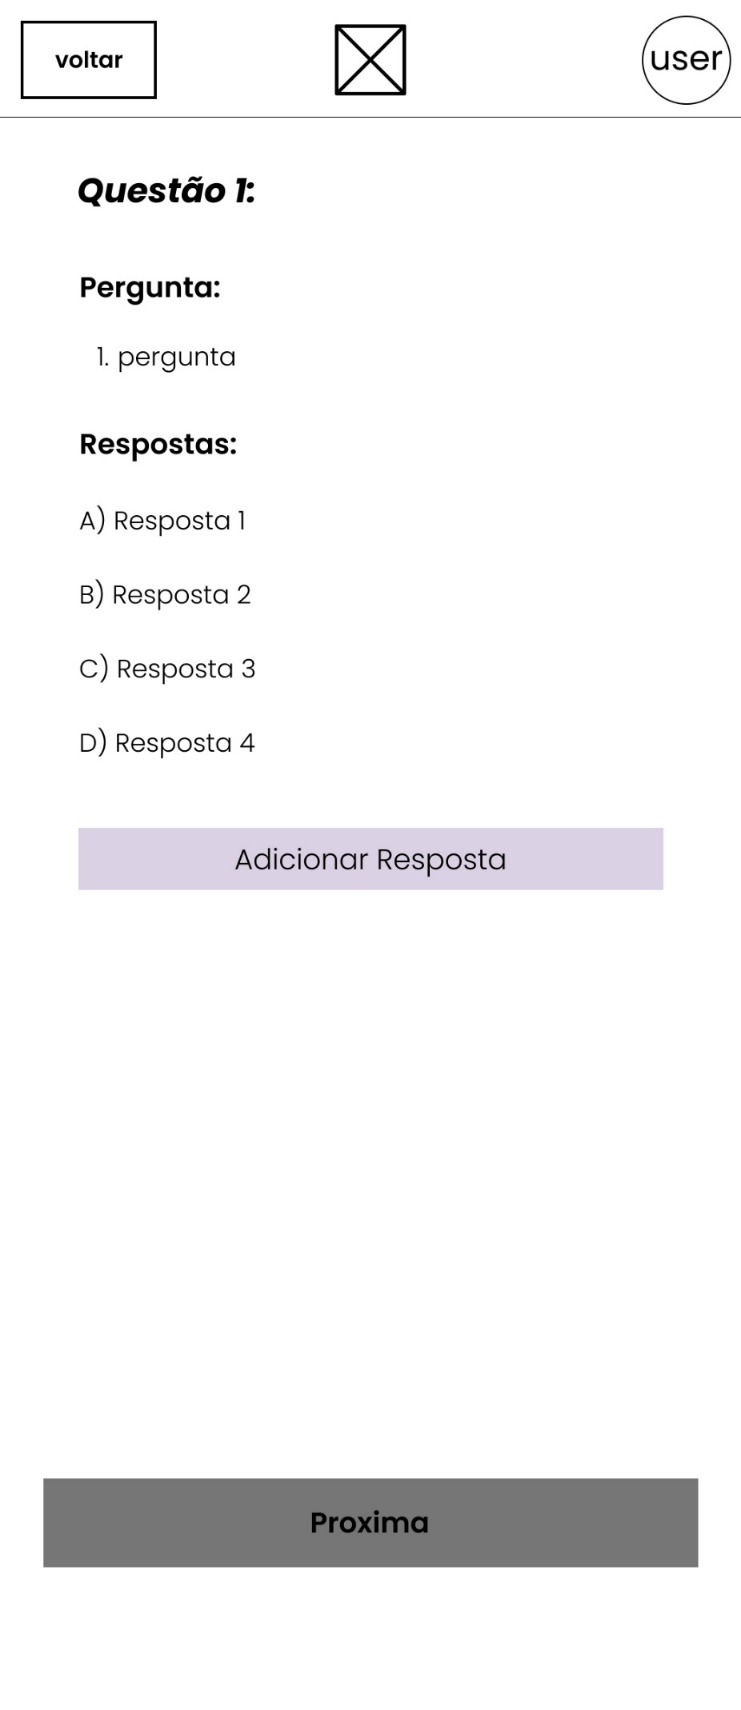 voltar
user
Questão 1:
Pergunta:
1. pergunta
Respostas:
A) Resposta 1
B) Resposta 2
C) Resposta 3
D) Resposta 4
Adicionar Resposta
Proxima